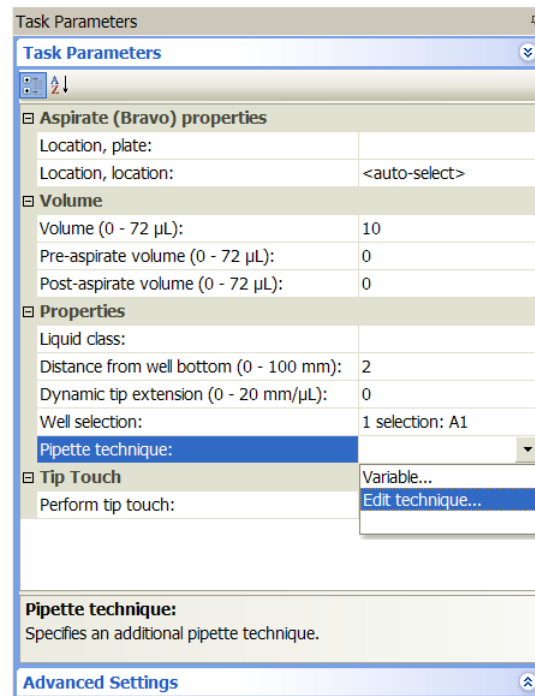 Task Parameters
Task Parameters
A
Z
Aspirate (Bravo) properties
Location, plate:
Location, location: <auto-select>
Volume
Volume (0 - 72 µL): 10
Pre-aspirate volume (0 - 72 µL): 0
Post-aspirate volume (0 - 72 µL): 0
Properties
Liquid class:
Distance from well bottom (0 - 100 mm): 2
Dynamic tip extension (0 - 20 mm/µL): 0
Well selection: 1 selection: A1
Pipette technique:
Variable...
Tip Touch
Edit technique...
Perform tip touch:
Pipette technique:
Specifies an additional pipette technique.
Advanced Settings